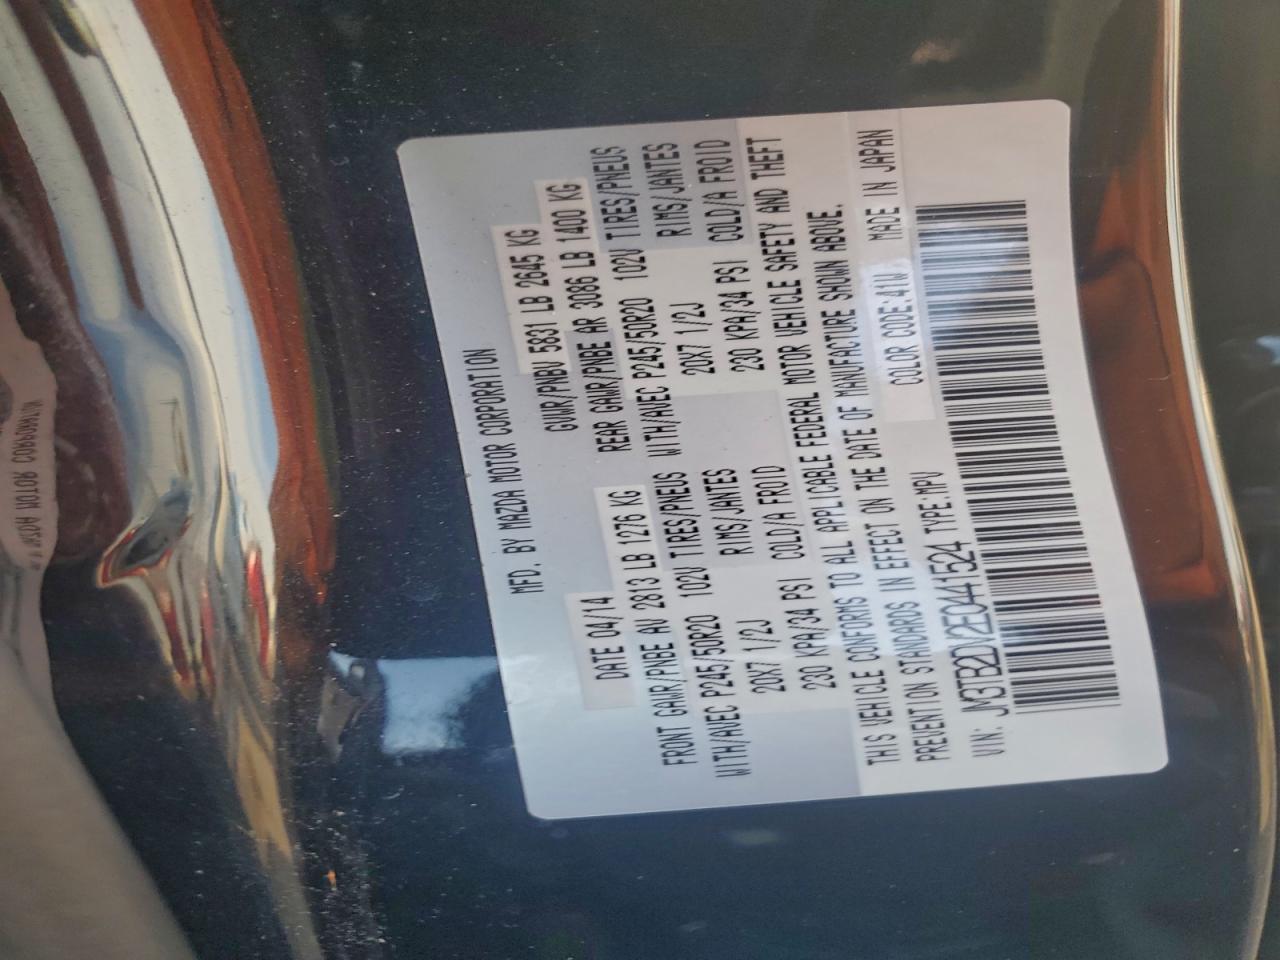 MFD. BY MAZDA MOTOR CORPORATION
DATE 04/14 GVWR/PNBV 5831 LB 2645 KG
FRONT GAWR/PNBE AV 2813 LB 1276 KG REAR GAWR/PNBE AR 3086 LB 1400 KG
WITH/AVEC P245/50R20 102V TIRES/PNEUS WITH/AVEC P245/50R20 102V TIRES/PNEUS
20X7 1/2J RIMS/JANTES 20X7 1/2J RIMS/JANTES
230 KPA/34 PSI COLD/A FROID 230 KPA/34 PSI COLD/A FROID
THIS VEHICLE CONFORMS TO ALL APPLICABLE FEDERAL MOTOR VEHICLE SAFETY AND THEFT
PREVENTION STANDARDS IN EFFECT ON THE DATE OF MANUFACTURE SHOWN ABOVE.
VIN: JM3TB2DV2E0441524 TYPE:MPV COLOR CODE:41W MADE IN JAPAN